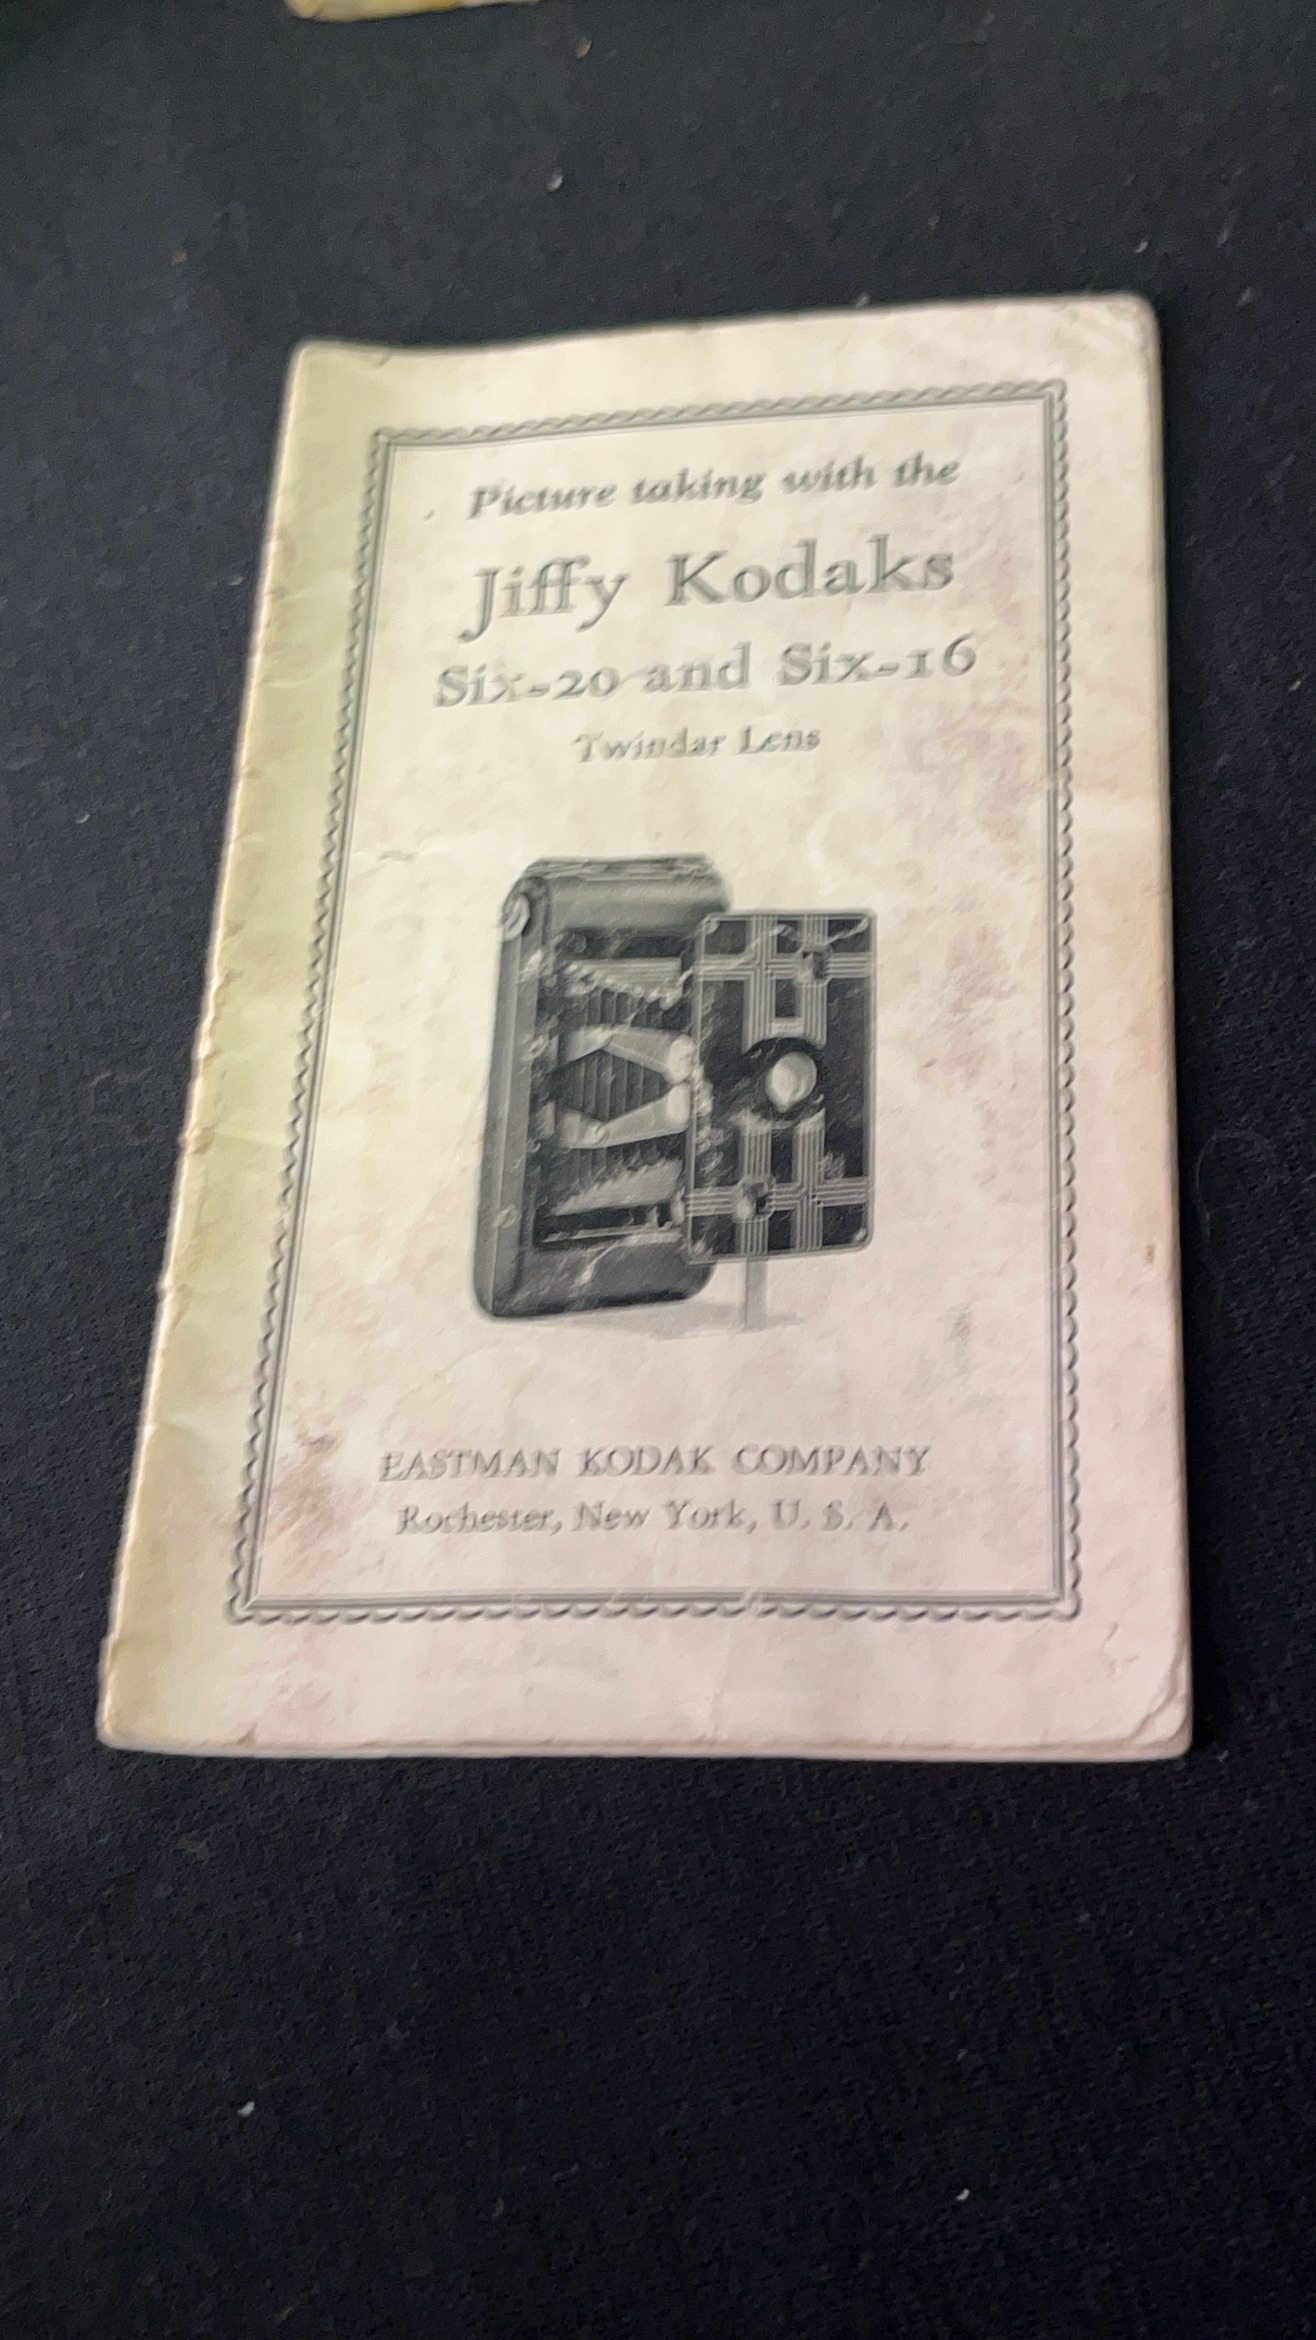 Picture taking with the
Jiffy Kodaks
Six-20 and Six-16
Twindar Lens
EASTMAN KODAK COMPANY
Rochester, New York, U. S. A.